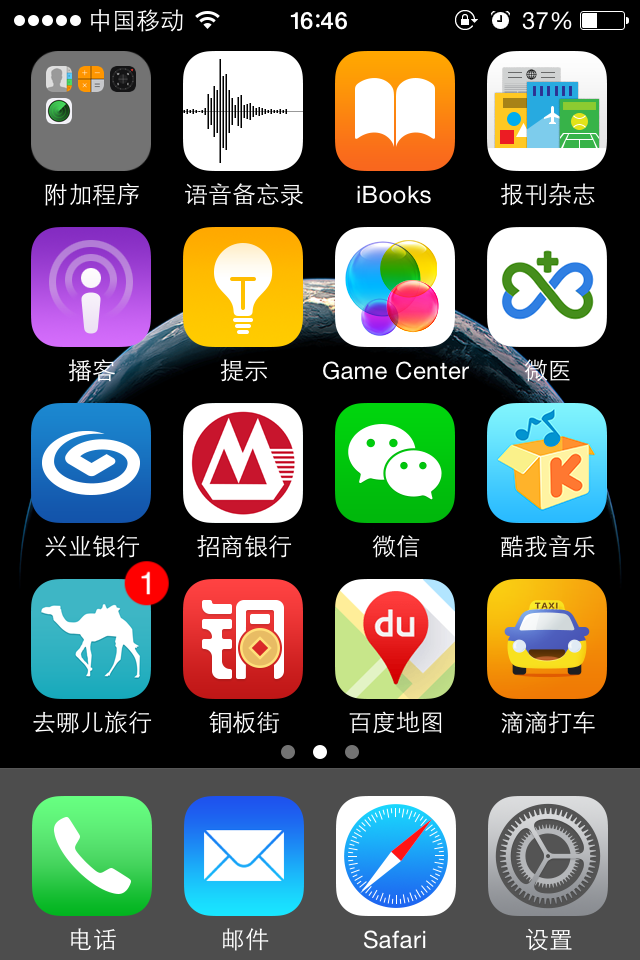 中国移动 16:46 37%
附加程序 语音备忘录 iBooks 报刊杂志
播客 提示 Game Center 微医
K
兴业银行 招商银行 微信 酷我音乐
1
铜 du TAXI
去哪儿旅行 铜板街 百度地图 滴滴打车
电话 邮件 Safari 设置